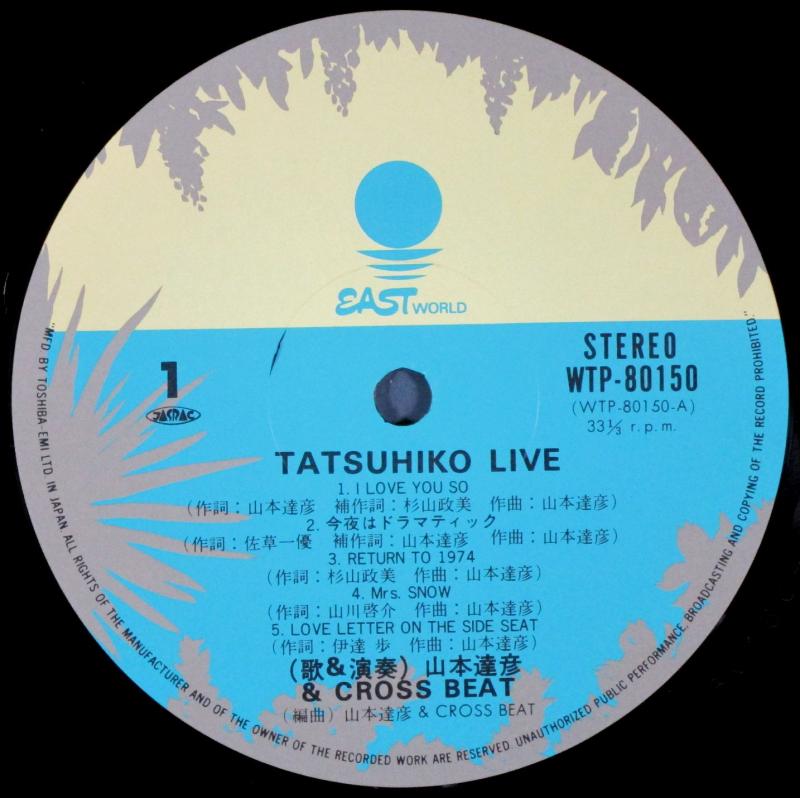 EAST WORLD
STEREO
WTP-80150
(WTP-80150-A)
33⅓ r.p.m.
1
JASRAC
TATSUHIKO LIVE
1. I LOVE YOU SO
(作詞：山本達彦 補作詞：杉山政美 作曲：山本達彦)
2. 今夜はドラマティック
(作詞：佐草一優 補作詞：山本達彦 作曲：山本達彦)
3. RETURN TO 1974
(作詞：杉山政美 作曲：山本達彦)
4. Mrs. SNOW
(作詞：山川啓介 作曲：山本達彦)
5. LOVE LETTER ON THE SIDE SEAT
(作詞：伊達 歩 作曲：山本達彦)
(歌&演奏) 山本達彦
& CROSS BEAT
(編曲) 山本達彦 & CROSS BEAT
"MFD BY TOSHIBA-EMI LTD. IN JAPAN. ALL RIGHTS OF THE MANUFACTURER AND OF THE OWNER OF THE RECORDED WORK ARE RESERVED. UNAUTHORIZED PUBLIC PERFORMANCE, BROADCASTING AND COPYING OF THE RECORD PROHIBITED."